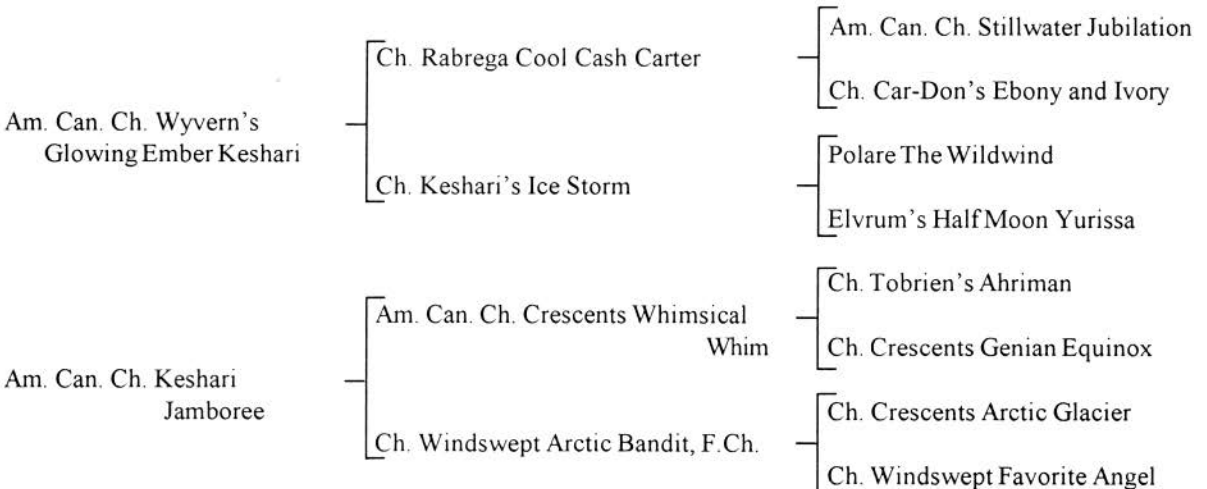 Am. Can. Ch. Stillwater Jubilation
Ch. Rabrega Cool Cash Carter
Ch. Car-Don's Ebony and Ivory
Am. Can. Ch. Wyvern's
Glowing Ember Keshari
Polare The Wildwind
Ch. Keshari's Ice Storm
Elvrum's Half Moon Yurissa
Ch. Tobrien's Ahriman
Am. Can. Ch. Crescents Whimsical
Whim
Ch. Crescents Genian Equinox
Am. Can. Ch. Keshari
Jamboree
Ch. Crescents Arctic Glacier
Ch. Windswept Arctic Bandit, F.Ch.
Ch. Windswept Favorite Angel